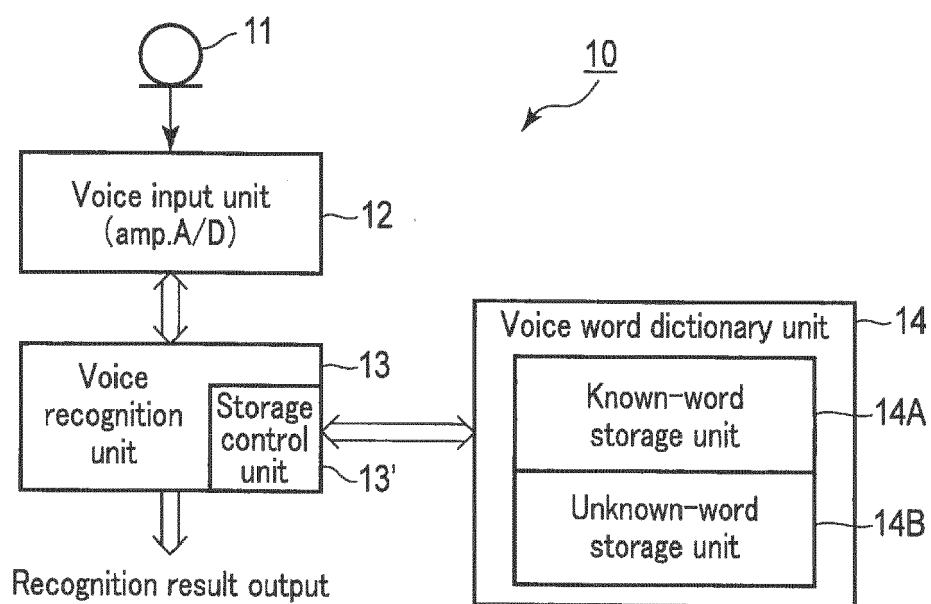 11
10
Voice input unit
(amp.A/D)
12
Voice word dictionary unit
14
Voice
recognition
unit
13
Storage
control
unit
13'
Known-word
storage unit
14A
Unknown-word
storage unit
14B
Recognition result output